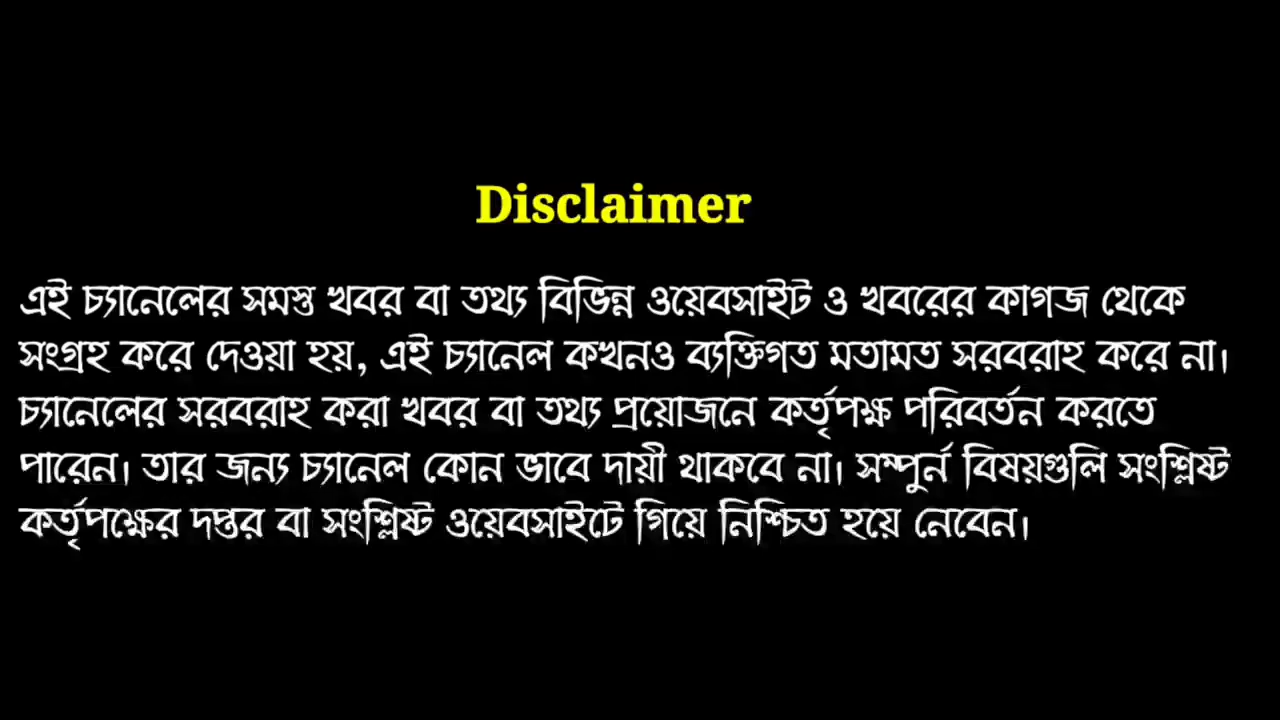 Disclaimer
এই চ্যানেলের সমস্ত খবর বা তথ্য বিভিন্ন ওয়েবসাইট ও খবরের কাগজ থেকে
সংগ্রহ করে দেওয়া হয়, এই চ্যানেল কখনও ব্যক্তিগত মতামত সরবরাহ করে না।
চ্যানেলের সরবরাহ করা খবর বা তথ্য প্রয়োজনে কর্তৃপক্ষ পরিবর্তন করতে
পারেন। তার জন্য চ্যানেল কোন ভাবে দায়ী থাকবে না। সম্পুর্ন বিষয়গুলি সংশ্লিষ্ট
কর্তৃপক্ষের দপ্তর বা সংশ্লিষ্ট ওয়েবসাইটে গিয়ে নিশ্চিত হয়ে নেবেন।